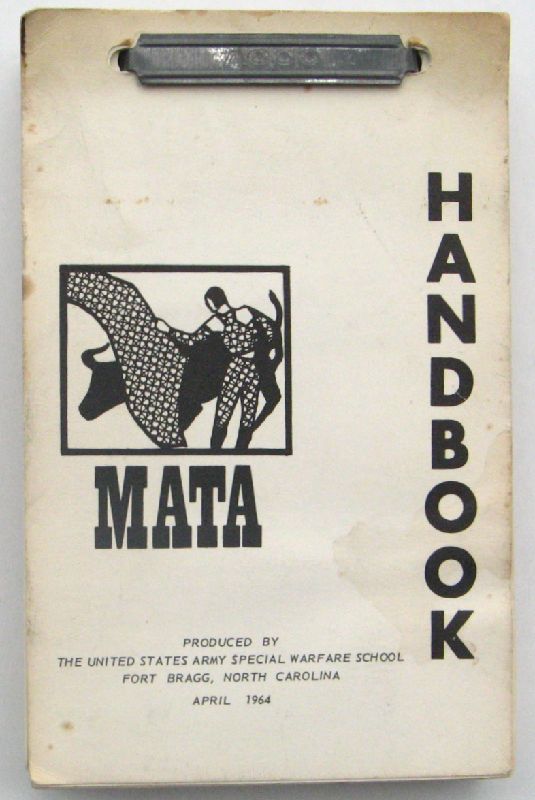 HANDBOOK
MATA
PRODUCED BY
THE UNITED STATES ARMY SPECIAL WARFARE SCHOOL
FORT BRAGG, NORTH CAROLINA
APRIL 1964